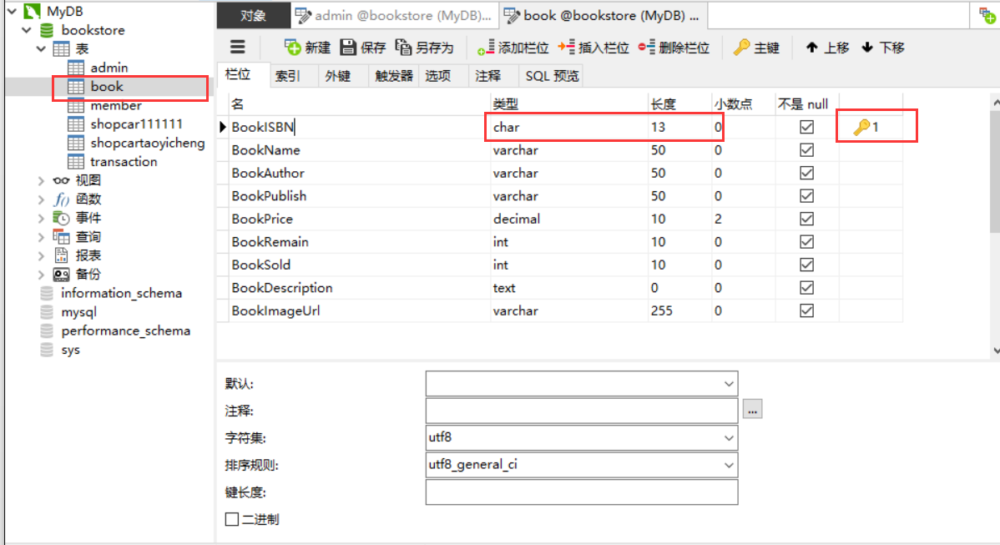 MyDB
bookstore
表
admin
book
member
shopcar111111
shopcartaoyicheng
transaction
视图
f() 函数
事件
查询
报表
备份
information_schema
mysql
performance_schema
sys
对象 admin @bookstore (MyDB)... book @bookstore (MyDB) ...
新建 保存 另存为 添加栏位 插入栏位 删除栏位 主键 上移 下移
栏位 索引 外键 触发器 选项 注释 SQL 预览
名 类型 长度 小数点 不是 null
BookISBN char 13 0 1
BookName varchar 50 0
BookAuthor varchar 50 0
BookPublish varchar 50 0
BookPrice decimal 10 2
BookRemain int 10 0
BookSold int 10 0
BookDescription text 0 0
BookImageUrl varchar 255 0
默认:
注释: ...
字符集: utf8
排序规则: utf8_general_ci
键长度:
二进制